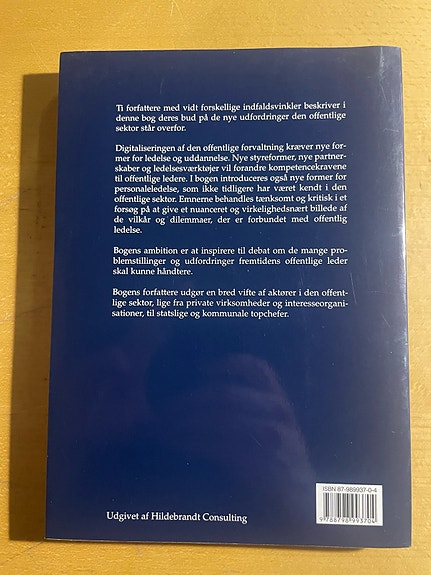 Ti forfattere med vidt forskellige indfaldsvinkler beskriver i
denne bog deres bud på de nye udfordringer den offentlige
sektor står overfor.
Digitaliseringen af den offentlige forvaltning kræver nye for-
mer for ledelse og uddannelse. Nye styreformer, nye partner-
skaber og ledelsesværktøjer vil forandre kompetencekravene
til offentlige ledere. I bogen introduceres også nye former for
personaleledelse, som ikke tidligere har været kendt i den
offentlige sektor. Emnerne behandles tænksomt og kritisk i et
forsøg på at give et nuanceret og virkelighedsnært billede af
de vilkår og dilemmaer, der er forbundet med offentlig
ledelse.
Bogens ambition er at inspirere til debat om de mange pro-
blemstillinger og udfordringer fremtidens offentlige leder
skal kunne håndtere.
Bogens forfattere udgør en bred vifte af aktører i den offent-
lige sektor, lige fra private virksomheder og interesseorgani-
sationer, til statslige og kommunale topchefer.
ISBN 87-989937-0-4
9788798993704
Udgivet af Hildebrandt Consulting